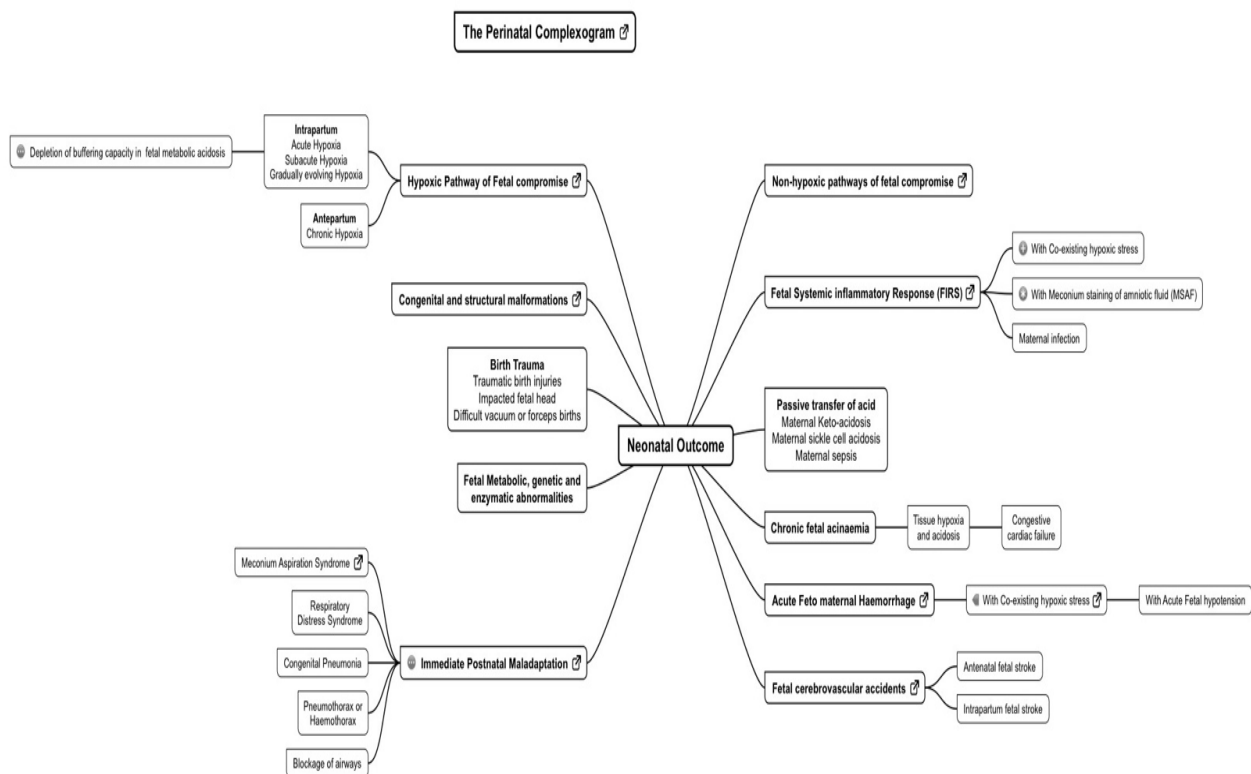 The Perinatal Complexogram
Depletion of buffering capacity in fetal metabolic acidosis
Intrapartum
Acute Hypoxia
Subacute Hypoxia
Gradually evolving Hypoxia
Antepartum
Chronic Hypoxia
Hypoxic Pathway of Fetal compromise
Congenital and structural malformations
Birth Trauma
Traumatic birth injuries
Impacted fetal head
Difficult vacuum or forceps births
Fetal Metabolic, genetic and
enzymatic abnormalities
Meconium Aspiration Syndrome
Respiratory
Distress Syndrome
Congenital Pneumonia
Pneumothorax or
Haemothorax
Blockage of airways
Immediate Postnatal Maladaptation
Neonatal Outcome
Non-hypoxic pathways of fetal compromise
Fetal Systemic inflammatory Response (FIRS)
With Co-existing hypoxic stress
With Meconium staining of amniotic fluid (MSAF)
Maternal infection
Passive transfer of acid
Maternal Keto-acidosis
Maternal sickle cell acidosis
Maternal sepsis
Chronic fetal acinaemia
Tissue hypoxia
and acidosis
Congestive
cardiac failure
Acute Feto maternal Haemorrhage
With Co-existing hypoxic stress
With Acute Fetal hypotension
Fetal cerebrovascular accidents
Antenatal fetal stroke
Intrapartum fetal stroke